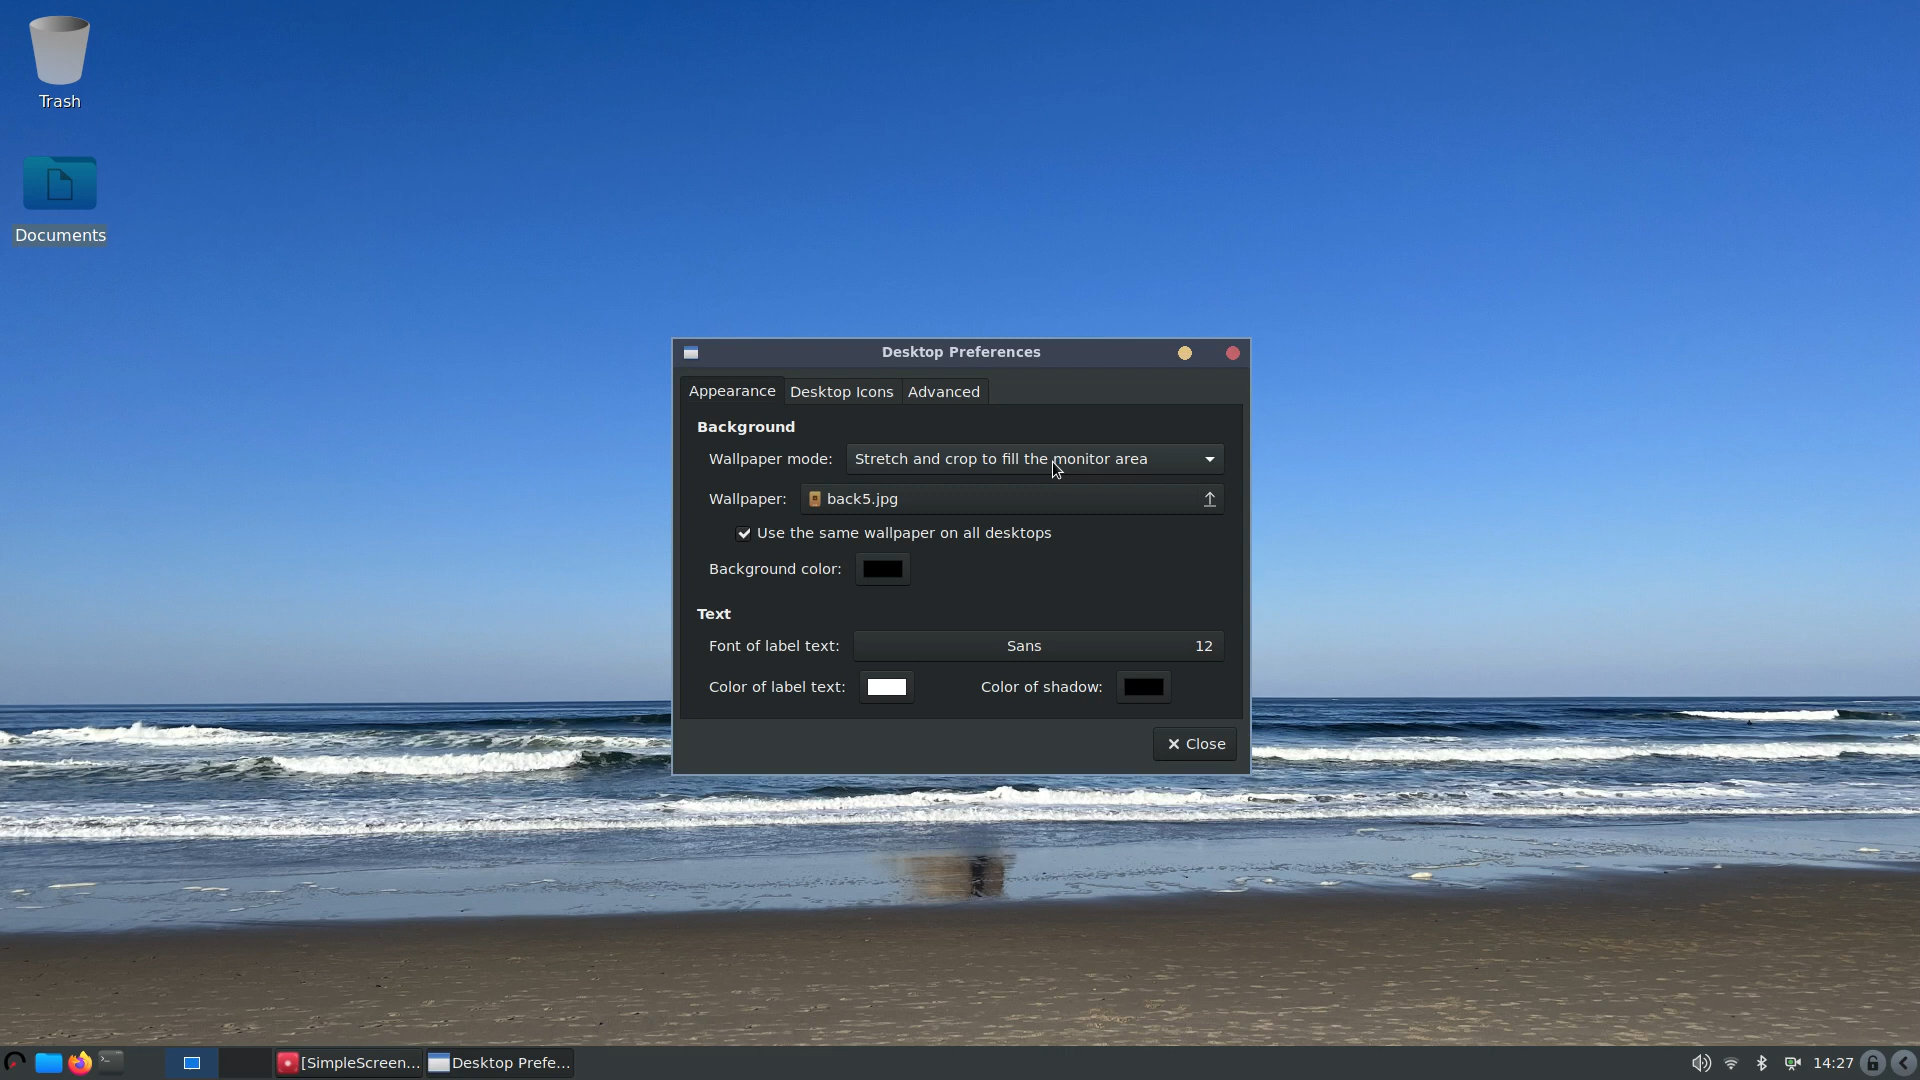 Trash
Documents
Desktop Preferences
Appearance
Desktop Icons
Advanced
Background
Wallpaper mode: Stretch and crop to fill the monitor area
Wallpaper: back5.jpg
Use the same wallpaper on all desktops
Background color:
Text
Font of label text: Sans 12
Color of label text: Color of shadow:
Close
[SimpleScreen... Desktop Prefe... 14:27